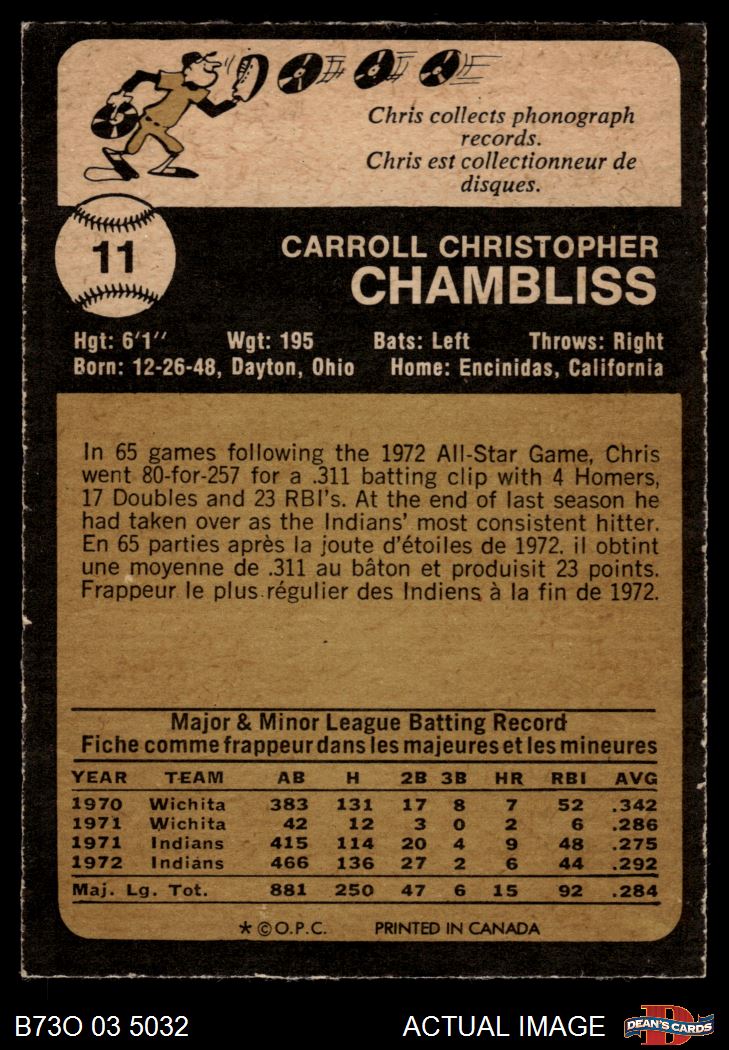 Chris collects phonograph
records.
Chris est collectionneur de
disques.
11
CARROLL CHRISTOPHER
CHAMBLISS
Hgt: 6'1" Wgt: 195 Bats: Left Throws: Right
Born: 12-26-48, Dayton, Ohio Home: Encinidas, California
In 65 games following the 1972 All-Star Game, Chris
went 80-for-257 for a .311 batting clip with 4 Homers,
17 Doubles and 23 RBI's. At the end of last season he
had taken over as the Indians' most consistent hitter.
En 65 parties après la joute d'étoiles de 1972. il obtint
une moyenne de .311 au bâton et produisit 23 points.
Frappeur le plus régulier des Indiens à la fin de 1972.
Major & Minor League Batting Record
Fiche comme frappeur dans les majeures et les mineures
YEAR TEAM AB H 2B 3B HR RBI AVG
1970 Wichita 383 131 17 8 7 52 .342
1971 Wichita 42 12 3 0 2 6 .286
1971 Indians 415 114 20 4 9 48 .275
1972 Indians 466 136 27 2 6 44 .292
Maj. Lg. Tot. 881 250 47 6 15 92 .284
* © O.P.C. PRINTED IN CANADA
B73O 03 5032 ACTUAL IMAGE D DEAN'S CARDS